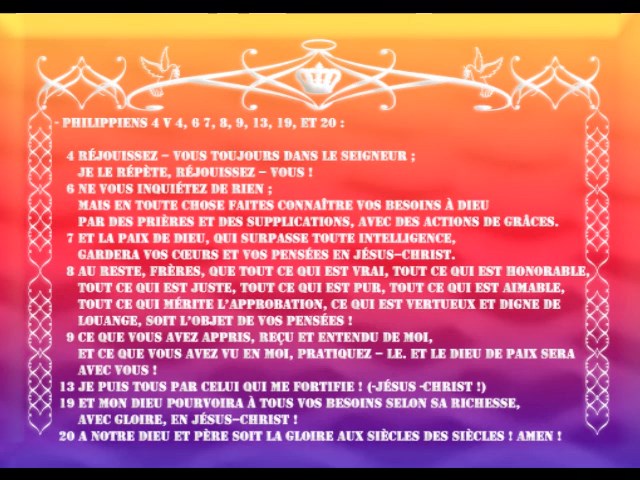 - PHILIPPIENS 4 V 4, 6 7, 8, 9, 13, 19, ET 20 :
4 RÉJOUISSEZ – VOUS TOUJOURS DANS LE SEIGNEUR ;
JE LE RÉPÈTE, RÉJOUISSEZ – VOUS !
6 NE VOUS INQUIÉTEZ DE RIEN ;
MAIS EN TOUTE CHOSE FAITES CONNAÎTRE VOS BESOINS À DIEU
PAR DES PRIÈRES ET DES SUPPLICATIONS, AVEC DES ACTIONS DE GRÂCES.
7 ET LA PAIX DE DIEU, QUI SURPASSE TOUTE INTELLIGENCE,
GARDERA VOS CŒURS ET VOS PENSÉES EN JÉSUS–CHRIST.
8 AU RESTE, FRÈRES, QUE TOUT CE QUI EST VRAI, TOUT CE QUI EST HONORABLE,
TOUT CE QUI EST JUSTE, TOUT CE QUI EST PUR, TOUT CE QUI EST AIMABLE,
TOUT CE QUI MÉRITE L'APPROBATION, CE QUI EST VERTUEUX ET DIGNE DE
LOUANGE, SOIT L'OBJET DE VOS PENSÉES !
9 CE QUE VOUS AVEZ APPRIS, REÇU ET ENTENDU DE MOI,
ET CE QUE VOUS AVEZ VU EN MOI, PRATIQUEZ – LE. ET LE DIEU DE PAIX SERA
AVEC VOUS !
13 JE PUIS TOUS PAR CELUI QUI ME FORTIFIE ! (-JÉSUS -CHRIST !)
19 ET MON DIEU POURVOIRA À TOUS VOS BESOINS SELON SA RICHESSE,
AVEC GLOIRE, EN JÉSUS–CHRIST !
20 A NOTRE DIEU ET PÈRE SOIT LA GLOIRE AUX SIÈCLES DES SIÈCLES ! AMEN !